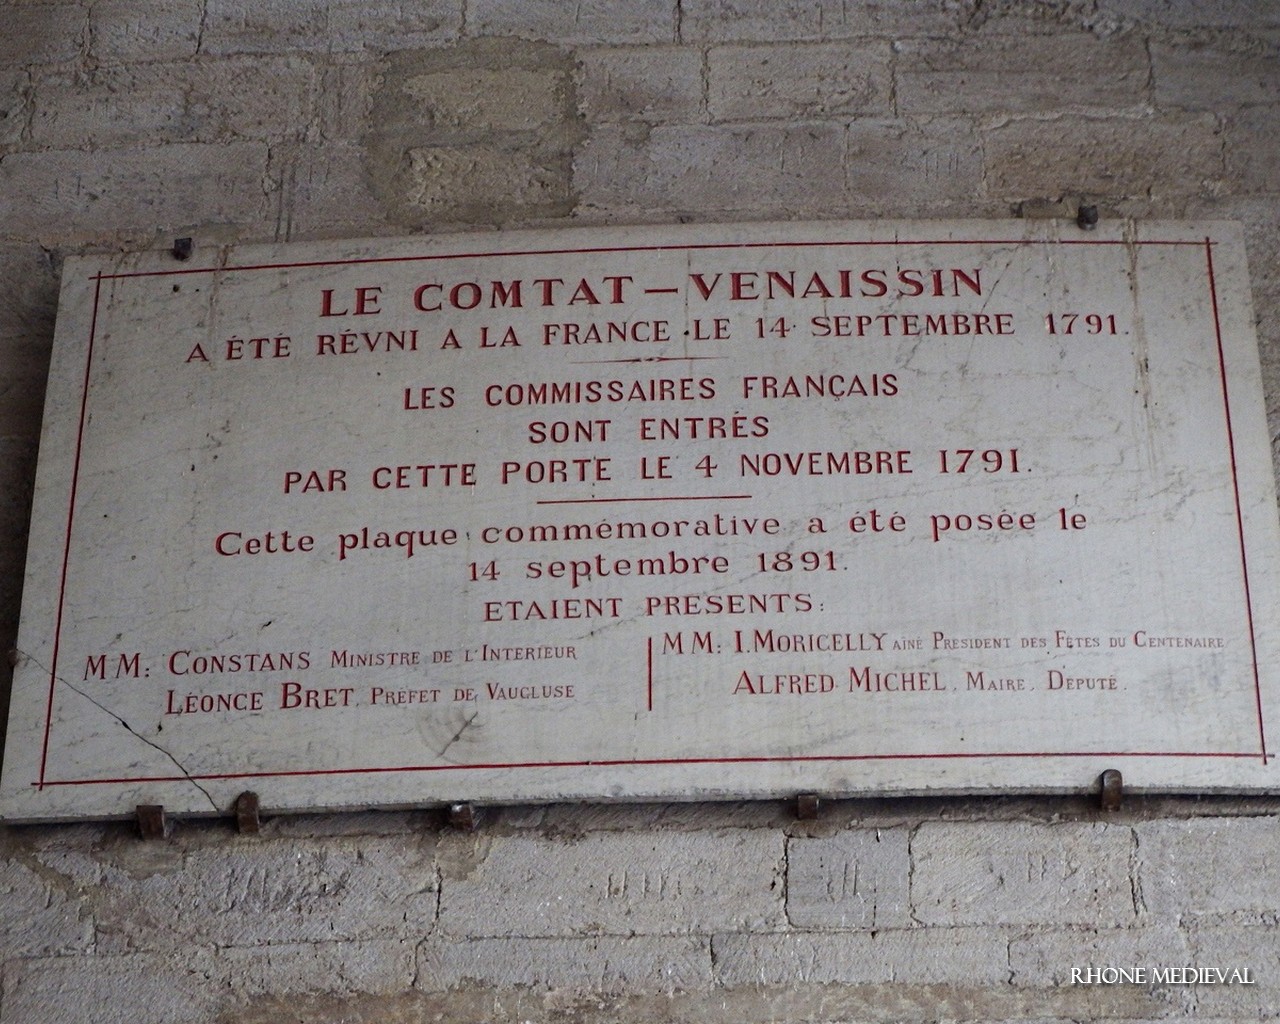 LE COMTAT – VENAISSIN
A ÉTÉ RÉVNI A LA FRANCE LE 14 SEPTEMBRE 1791.
LES COMMISSAIRES FRANÇAIS
SONT ENTRÉS
PAR CETTE PORTE LE 4 NOVEMBRE 1791.
Cette plaque commémorative a été posée le
14 septembre 1891.
ETAIENT PRESENTS:
MM: CONSTANS MINISTRE DE L'INTERIEUR
LÉONCE BRET. PRÉFET DE VAUCLUSE
MM: I. MORICELLY AÎNÉ PRESIDENT DES FÊTES DU CENTENAIRE
ALFRED MICHEL. MAIRE. DÉPUTÉ.
RHONE MEDIEVAL